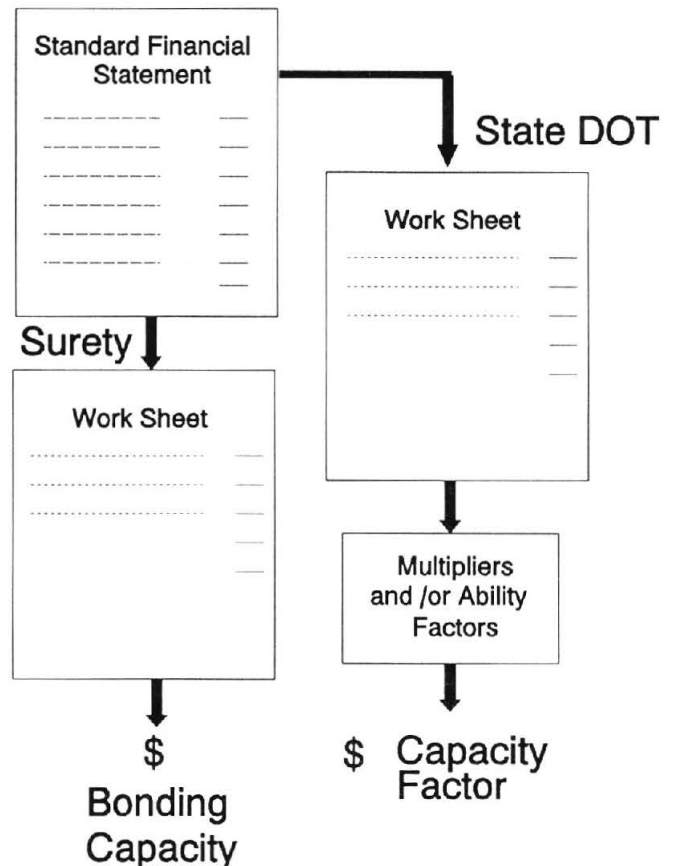 Standard Financial
Statement
State DOT
Work Sheet
Surety
Work Sheet
Multipliers
and /or Ability
Factors
$
Bonding
Capacity
$ Capacity
Factor